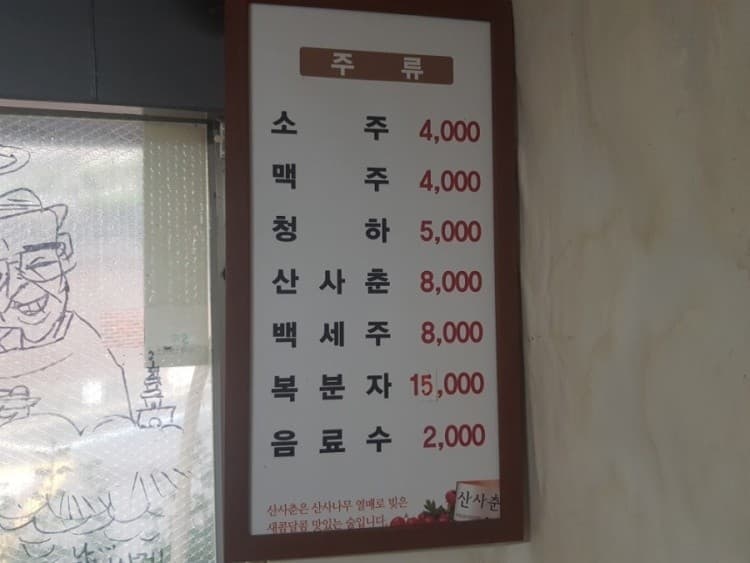 주 류
소 주 4,000
맥 주 4,000
청 하 5,000
산 사 춘 8,000
백 세 주 8,000
복 분 자 15,000
음 료 수 2,000
산사춘은 산사나무 열매로 빚은
새콤달콤 맛있는 술입니다.
산사춘